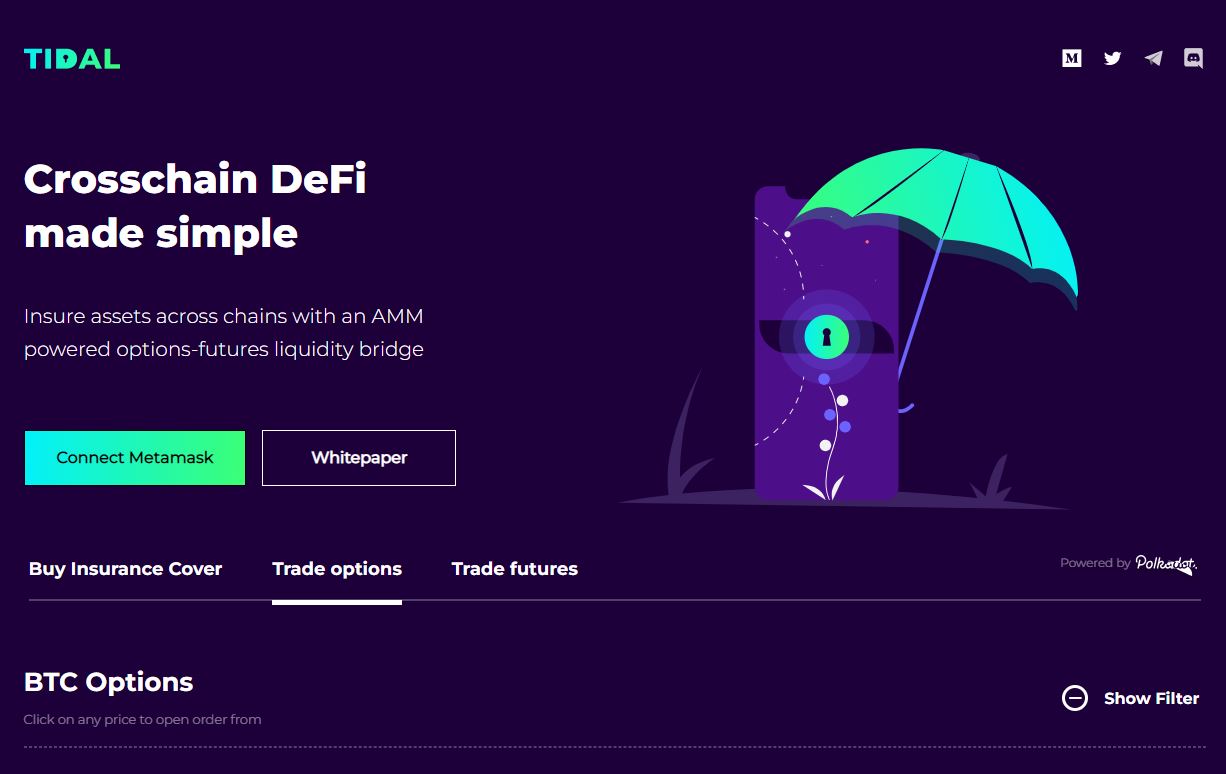 TIDAL
Crosschain DeFi
made simple
Insure assets across chains with an AMM
powered options-futures liquidity bridge
Connect Metamask
Whitepaper
Buy Insurance Cover
Trade options
Trade futures
Powered by Polkadot.
BTC Options
Click on any price to open order from
Show Filter